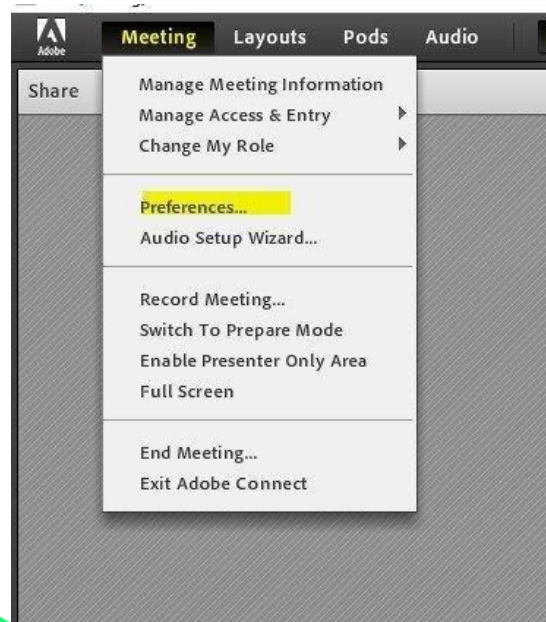 Adobe
Meeting Layouts Pods Audio
Share
Manage Meeting Information
Manage Access & Entry
Change My Role
Preferences...
Audio Setup Wizard...
Record Meeting...
Switch To Prepare Mode
Enable Presenter Only Area
Full Screen
End Meeting...
Exit Adobe Connect